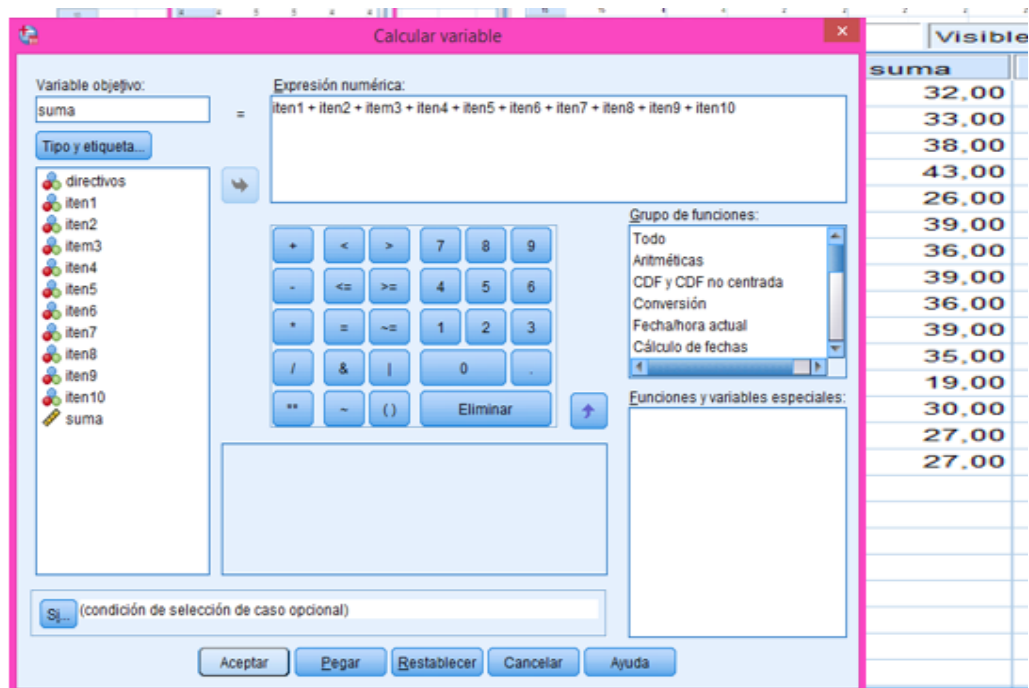 Calcular variable
Variable objetivo:
suma
=
Expresión numérica:
iten1 + iten2 + item3 + iten4 + iten5 + iten6 + iten7 + iten8 + iten9 + iten10
Tipo y etiqueta...
directivos
iten1
iten2
item3
iten4
iten5
iten6
iten7
iten8
iten9
iten10
suma
+ < > 7 8 9
- <= >= 4 5 6
* = ~= 1 2 3
/ & | 0 .
** ~ ( ) Eliminar
Grupo de funciones:
Todo
Aritméticas
CDF y CDF no centrada
Conversión
Fecha/hora actual
Cálculo de fechas
Funciones y variables especiales:
Si... (condición de selección de caso opcional)
Aceptar Pegar Restablecer Cancelar Ayuda
Visible
suma
32,00
33,00
38,00
43,00
26,00
39,00
36,00
39,00
36,00
39,00
35,00
19,00
30,00
27,00
27,00